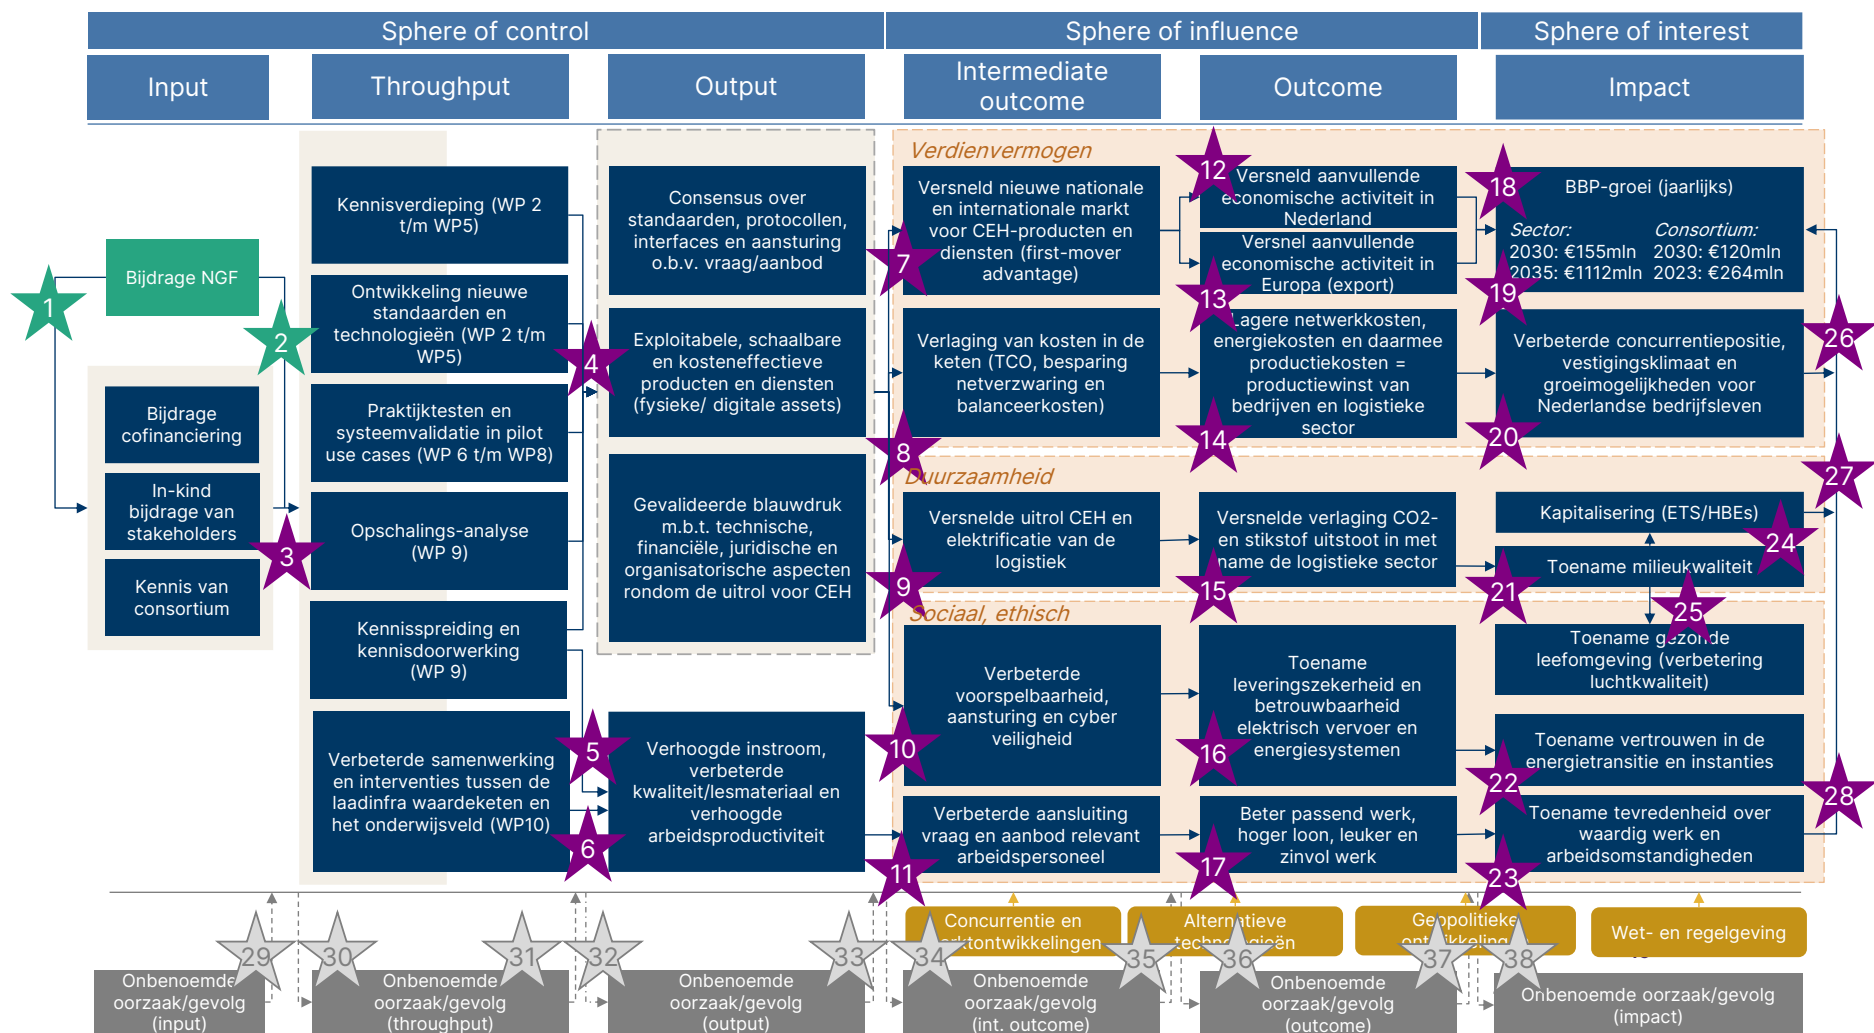 Sphere of control
Sphere of influence
Sphere of interest
Input
Throughput
Output
Intermediate
outcome
Outcome
Impact
Bijdrage NGF
1
2
Bijdrage
cofinanciering
In-kind
bijdrage van
stakeholders
Kennis van
consortium
3
Kennisverdieping (WP 2
t/m WP5)
Ontwikkeling nieuwe
standaarden en
technologieën (WP 2 t/m
WP5)
Praktijktesten en
systeemvalidatie in pilot
use cases (WP 6 t/m WP8)
Opschalings-analyse
(WP 9)
Kennisspreiding en
kennisdoorwerking
(WP 9)
Verbeterde samenwerking
en interventies tussen de
laadinfra waardeketen en
het onderwijsveld (WP10)
4
5
6
Consensus over
standaarden, protocollen,
interfaces en aansturing
o.b.v. vraag/aanbod
Exploitabele, schaalbare
en kosteneffectieve
producten en diensten
(fysieke/ digitale assets)
Gevalideerde blauwdruk
m.b.t. technische,
financiële, juridische en
organisatorische aspecten
rondom de uitrol voor CEH
Verhoogde instroom,
verbeterde
kwaliteit/lesmateriaal en
verhoogde
arbeidsproductiviteit
7
8
9
10
11
Verdienvermogen
Versneld nieuwe nationale
en internationale markt
voor CEH-producten en
diensten (first-mover
advantage)
Verlaging van kosten in de
keten (TCO, besparing
netverzwaring en
balanceerkosten)
Duurzaamheid
Versnelde uitrol CEH en
elektrificatie van de
logistiek
Sociaal, ethisch
Verbeterde
voorspelbaarheid,
aansturing en cyber
veiligheid
Verbeterde aansluiting
vraag en aanbod relevant
arbeidspersoneel
12
13
14
15
16
17
Versneld aanvullende
economische activiteit in
Nederland
Versnel aanvullende
economische activiteit in
Europa (export)
Lagere netwerkkosten,
energiekosten en daarmee
productiekosten =
productiewinst van
bedrijven en logistieke
sector
Versnelde verlaging CO2-
en stikstof uitstoot in met
name de logistieke sector
Toename
leveringszekerheid en
betrouwbaarheid
elektrisch vervoer en
energiesystemen
Beter passend werk,
hoger loon, leuker en
zinvol werk
18
19
20
21
22
23
BBP-groei (jaarlijks)
Sector: Consortium:
2030: €155mln 2030: €120mln
2035: €1112mln 2023: €264mln
Verbeterde concurrentiepositie,
vestigingsklimaat en
groeimogelijkheden voor
Nederlandse bedrijfsleven
Kapitalisering (ETS/HBEs)
24
Toename milieukwaliteit
25
Toename gezonde
leefomgeving (verbetering
luchtkwaliteit)
Toename vertrouwen in de
energietransitie en instanties
Toename tevredenheid over
waardig werk en
arbeidsomstandigheden
26
27
28
Concurrentie en
Alternatieve
Geopolitieke
Wet- en regelgeving
29
30
31
32
33
34
35
36
37
38
Onbenoemde
oorzaak/gevolg
(input)
Onbenoemde
oorzaak/gevolg
(throughput)
Onbenoemde
oorzaak/gevolg
(output)
Onbenoemde
oorzaak/gevolg
(int. outcome)
Onbenoemde
oorzaak/gevolg
(outcome)
Onbenoemde oorzaak/gevolg
(impact)